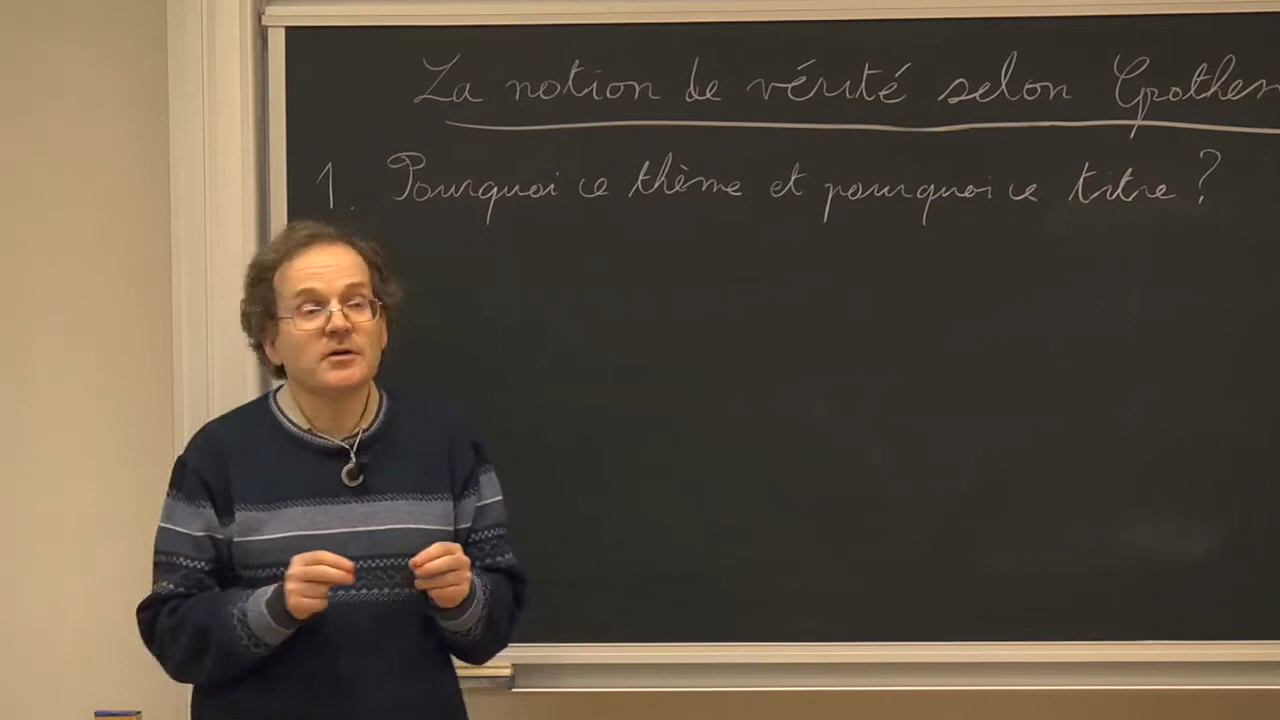 La notion de vérité selon Grothen
1. Pourquoi ce thème et pourquoi ce titre ?